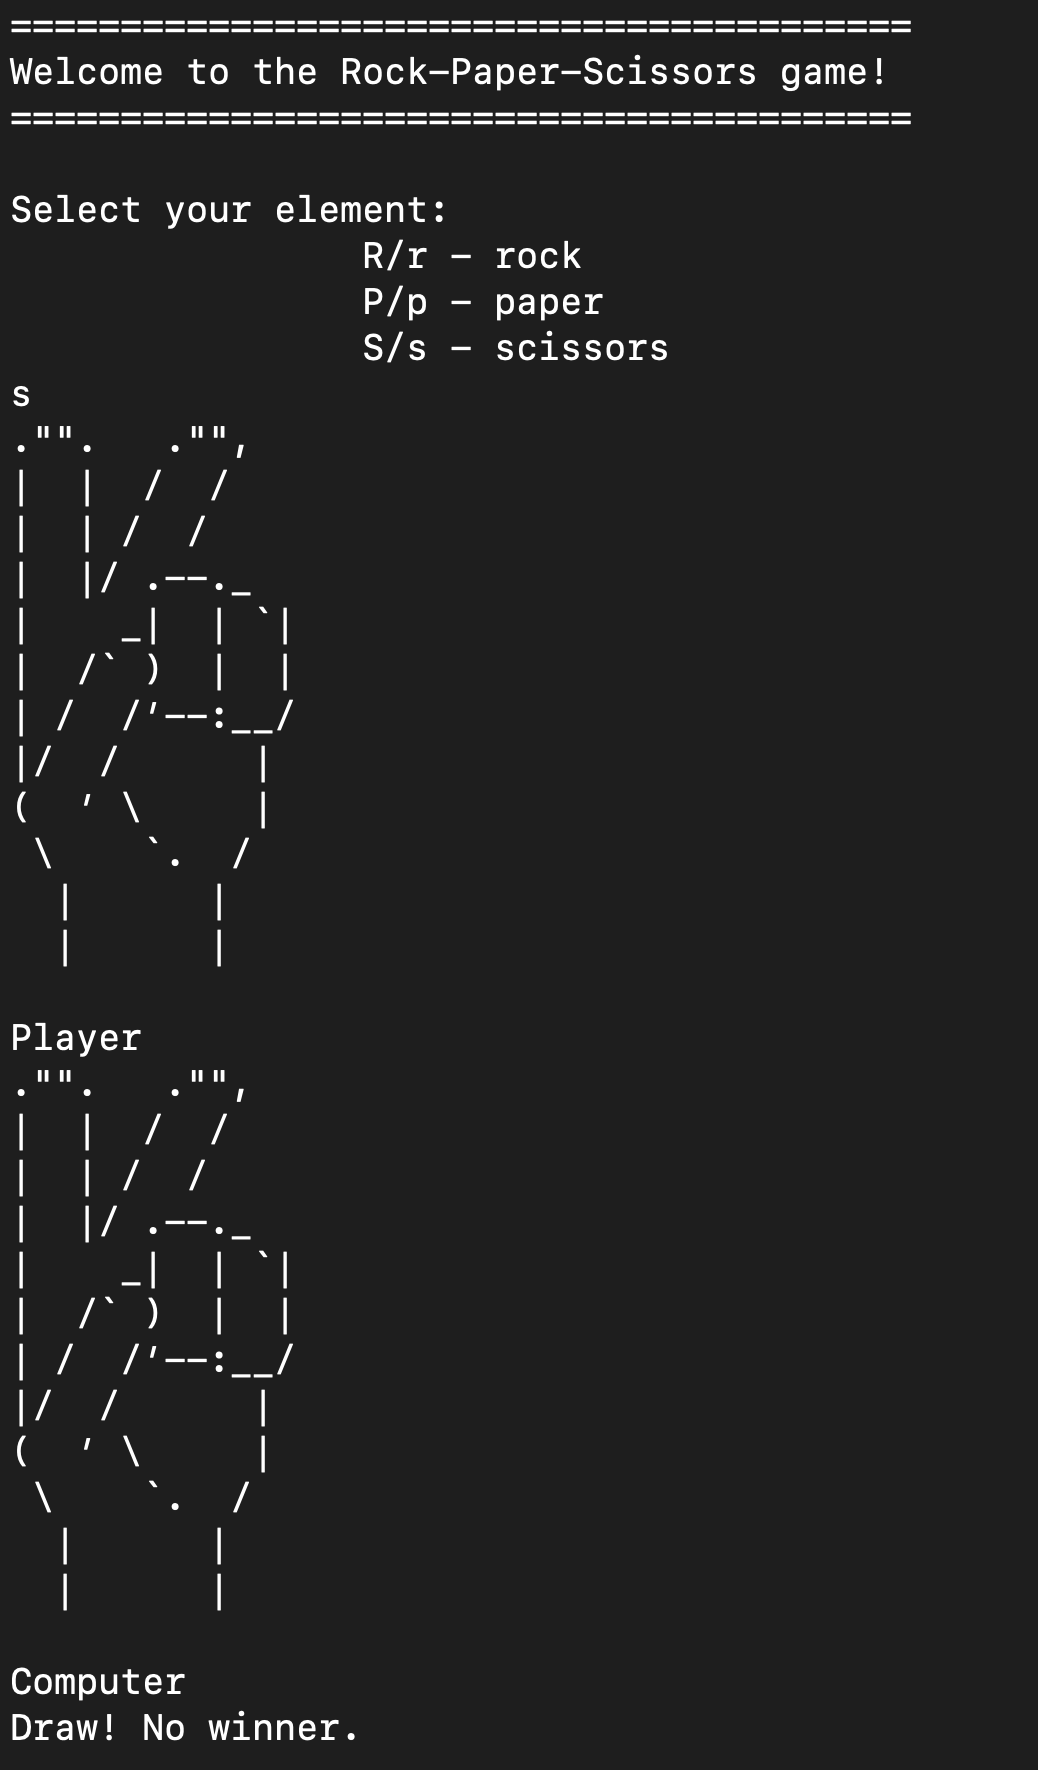 =========================================
Welcome to the Rock-Paper-Scissors game!
=========================================

Select your element:
                R/r - rock
                P/p - paper
                S/s - scissors
s
."".    ."",
|  |   /  /
|  |  /  /
|  |/ .--._
|    _|  | `|
|  /` )  |  |
| /  /'--:__/
|/  /      |
(  ' \     |
 \    `.  /
  |      |
  |      |

Player
."".    ."",
|  |   /  /
|  |  /  /
|  |/ .--._
|    _|  | `|
|  /` )  |  |
| /  /'--:__/
|/  /      |
(  ' \     |
 \    `.  /
  |      |
  |      |

Computer
Draw! No winner.